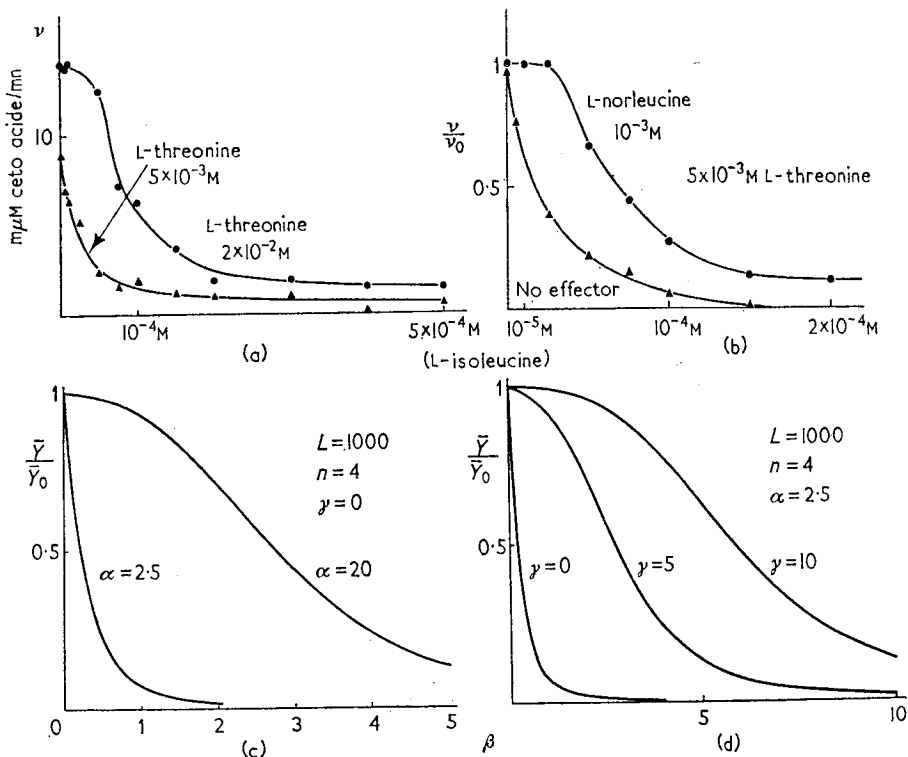 ν
mμM ceto acide/mn
10
L-threonine
5×10⁻³M
L-threonine
2×10⁻²M
10⁻⁴M
5×10⁻⁴M
(a)
ν/ν₀
1
0·5
L-norleucine
10⁻³M
5×10⁻³M L-threonine
No effector
10⁻⁵M
10⁻⁴M
2×10⁻⁴M
(b)
(L-isoleucine)
Ȳ/Ȳ₀
1
0·5
L=1000
n=4
γ=0
α=2·5
α=20
0
1
2
3
4
5
(c)
β
Ȳ/Ȳ₀
1
0·5
L=1000
n=4
α=2·5
γ=0
γ=5
γ=10
0
5
10
(d)